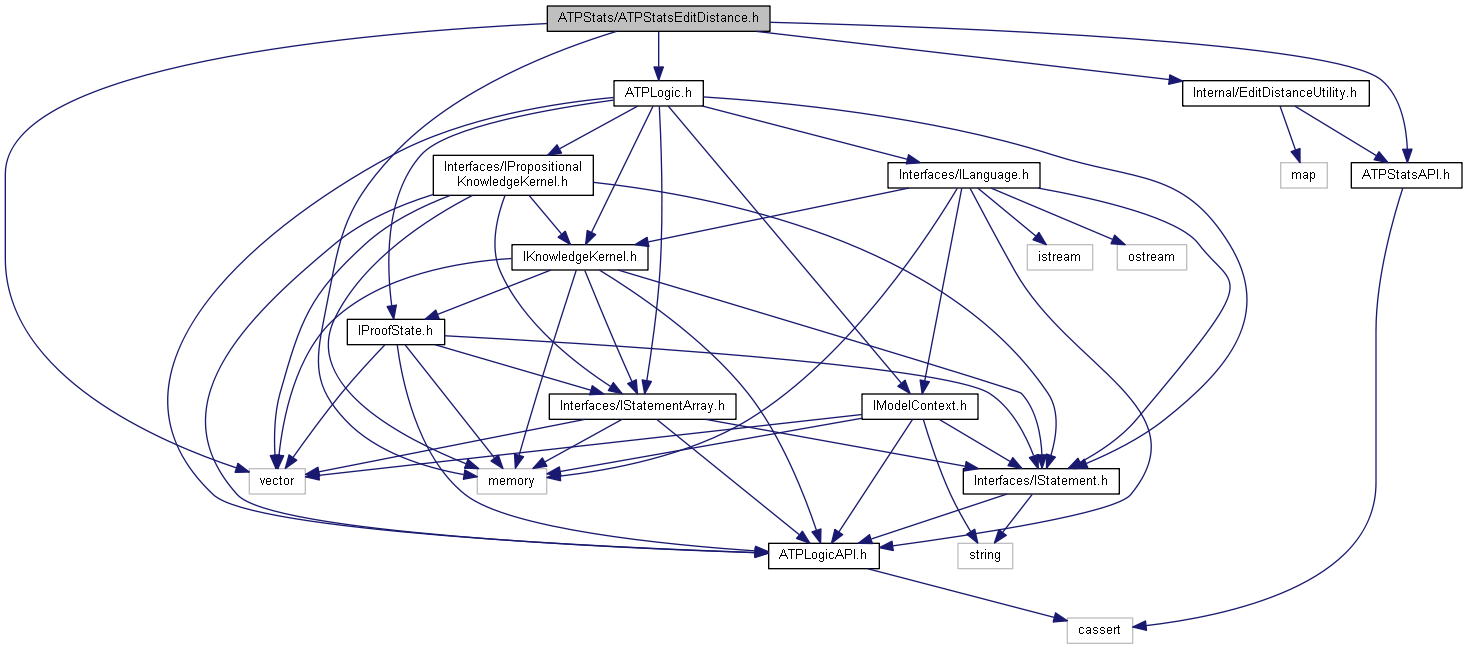 ATPStats/ATPStatsEditDistance.h
ATPLogic.h
Internal/EditDistanceUtility.h
Interfaces/IPropositional
KnowledgeKernel.h
Interfaces/ILanguage.h
map
ATPStatsAPI.h
IKnowledgeKernel.h
istream
ostream
IProofState.h
Interfaces/IStatementArray.h
IModelContext.h
vector
memory
Interfaces/IStatement.h
ATPLogicAPI.h
string
cassert